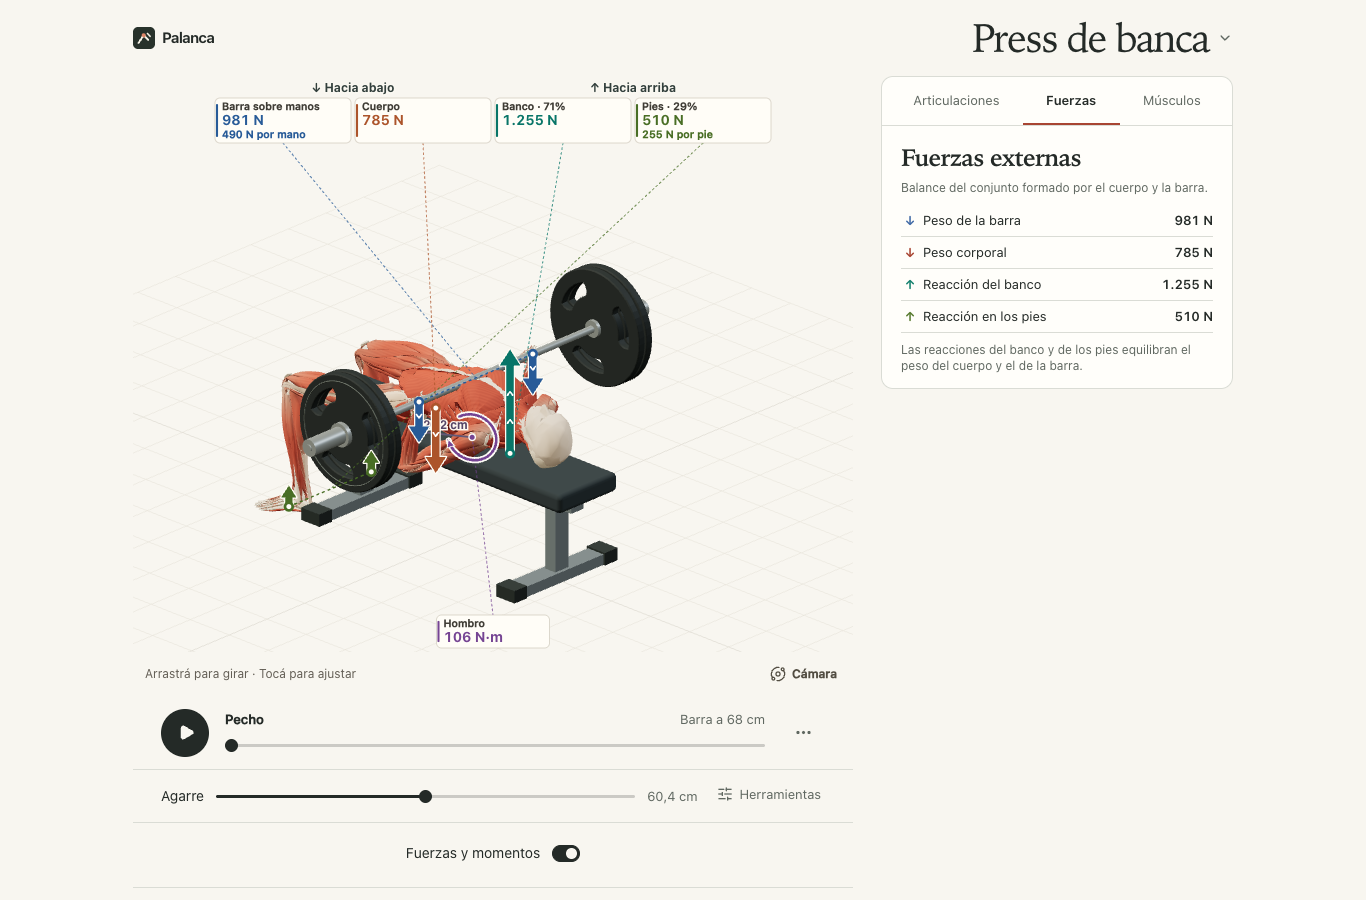 Palanca
Press de banca
↓ Hacia abajo
↑ Hacia arriba
Barra sobre manos
981 N
490 N por mano
Cuerpo
785 N
Banco · 71%
1.255 N
Pies · 29%
510 N
255 N por pie
2 cm
Hombro
106 N·m
Arrastrá para girar · Tocá para ajustar
Cámara
Pecho
Barra a 68 cm
Agarre
60,4 cm
Herramientas
Fuerzas y momentos
Articulaciones
Fuerzas
Músculos
Fuerzas externas
Balance del conjunto formado por el cuerpo y la barra.
↓ Peso de la barra 981 N
↓ Peso corporal 785 N
↑ Reacción del banco 1.255 N
↑ Reacción en los pies 510 N
Las reacciones del banco y de los pies equilibran el
peso del cuerpo y el de la barra.